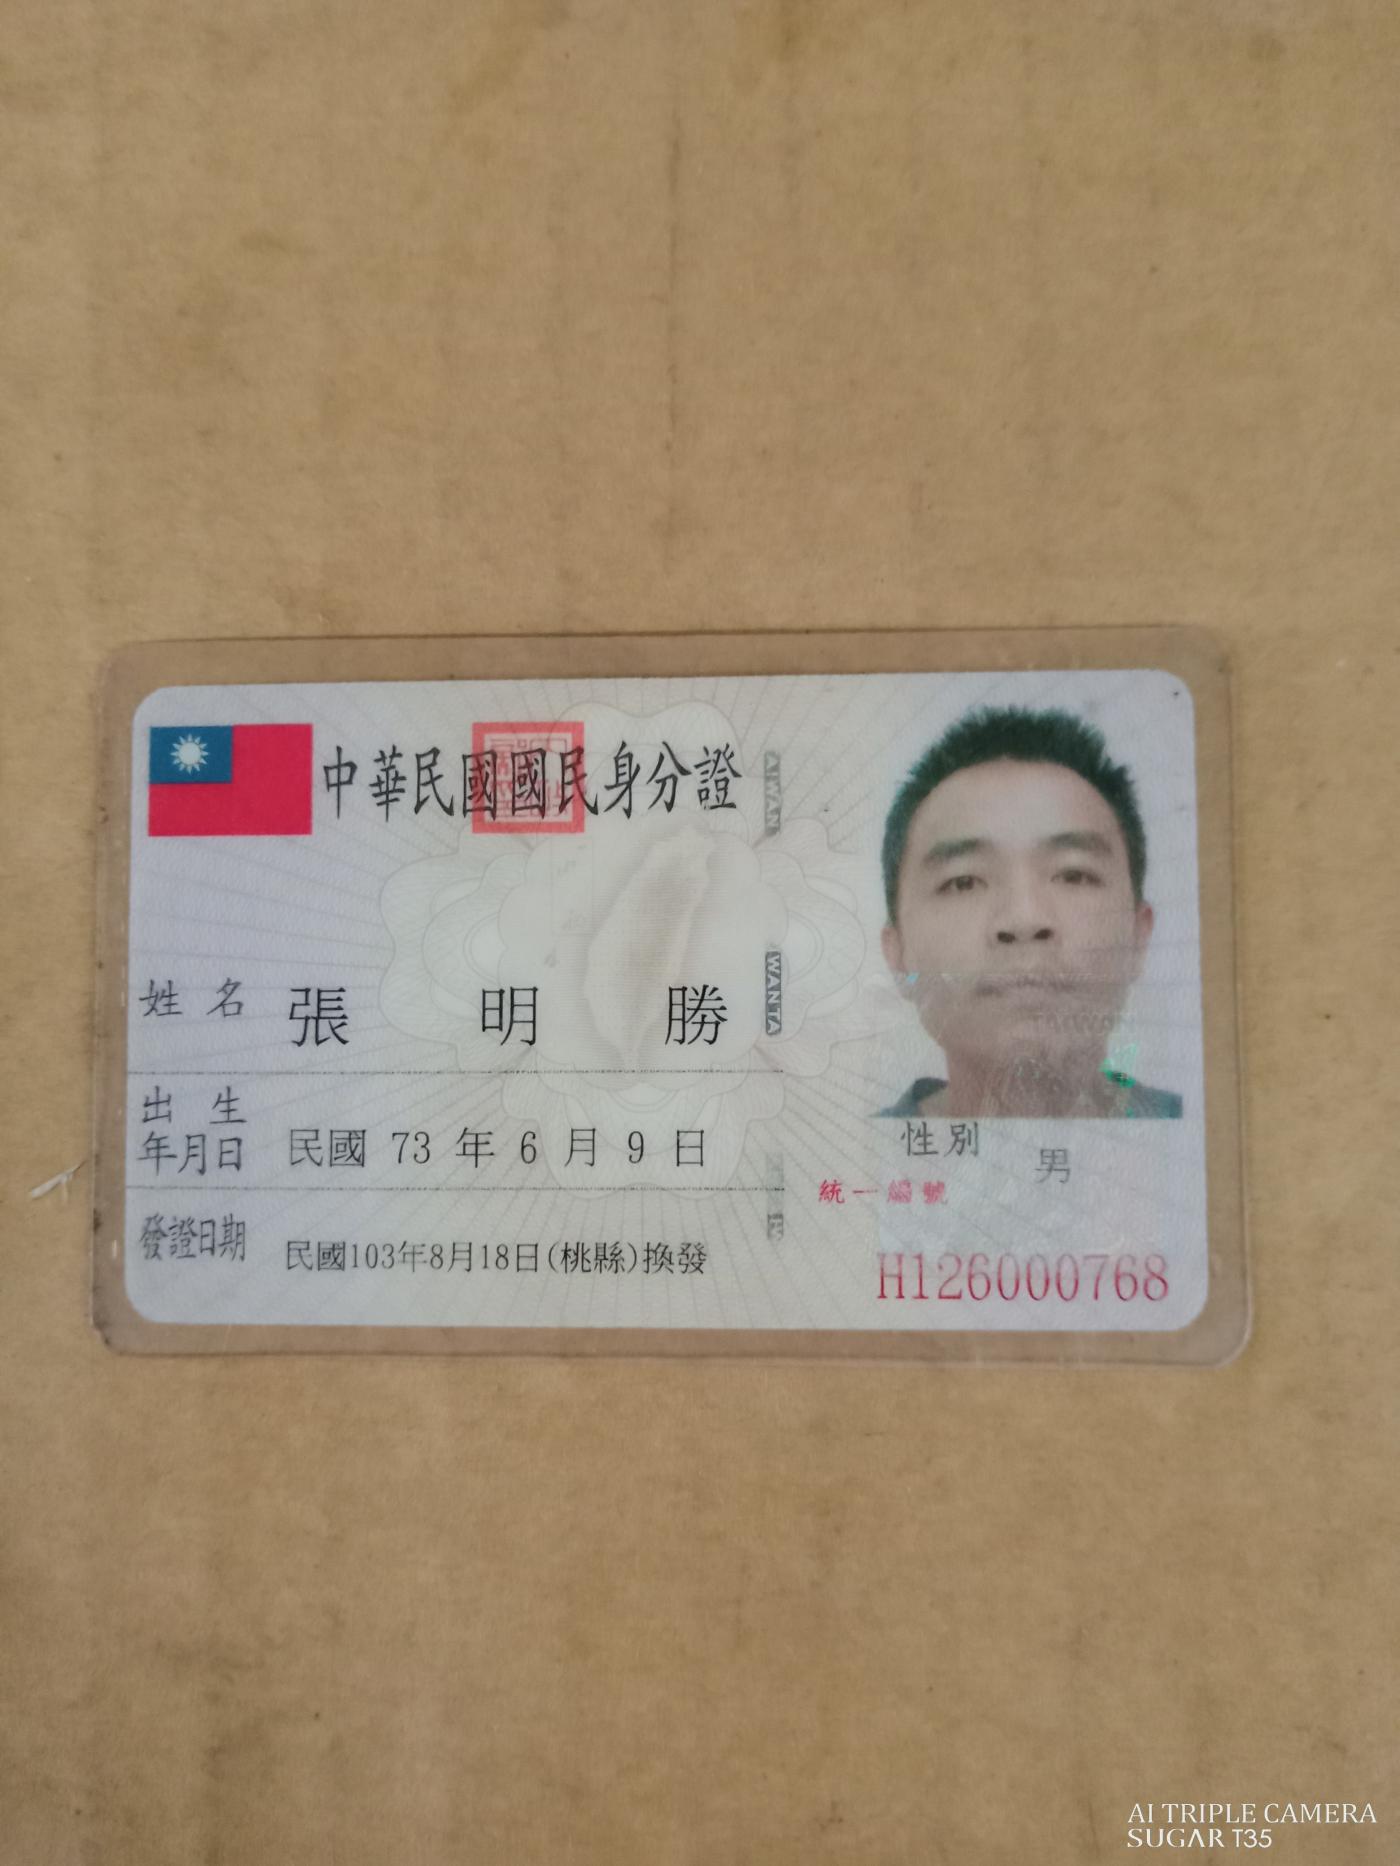 中華民國國民身分證
姓名 張明勝
出生年月日 民國 73 年 6 月 9 日
發證日期 民國103年8月18日(桃縣)換發
性別 男
統一編號
H126000768
AI TRIPLE CAMERA
SUGAR T35